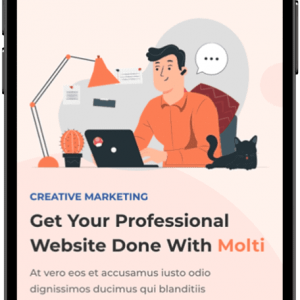 CREATIVE MARKETING
Get Your Professional
Website Done With Molti
At vero eos et accusamus iusto odio
dignissimos ducimus qui blanditiis